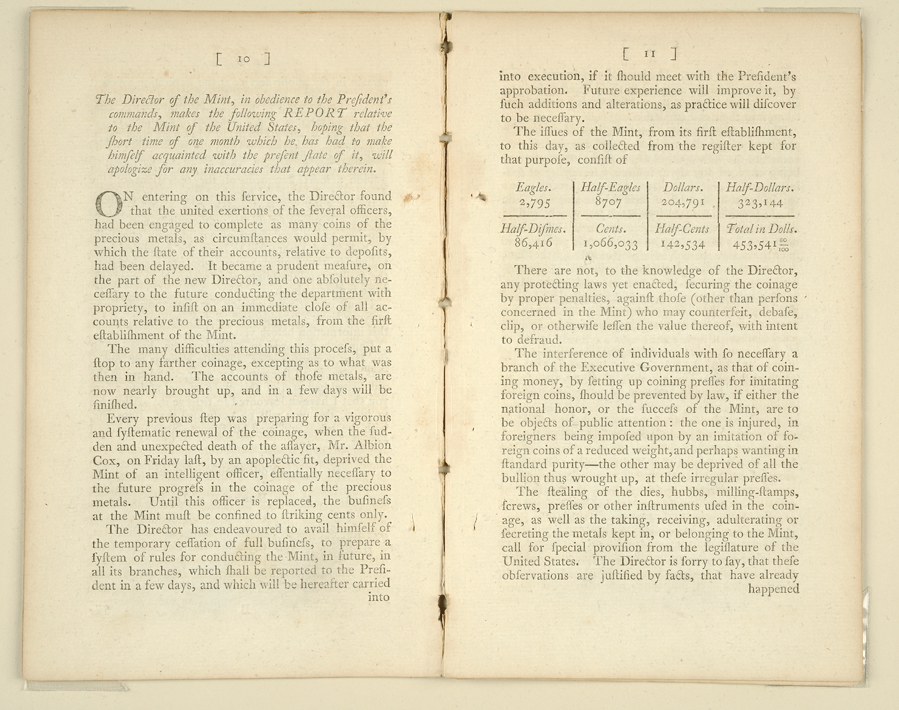 [ 10 ]
The Director of the Mint, in obedience to the Preſident's
commands, makes the following REPORT relative
to the Mint of the United States, hoping that the
ſhort time of one month which he has had to make
himſelf acquainted with the preſent ſtate of it, will
apologize for any inaccuracies that appear therein.
ON entering on this ſervice, the Director found
that the united exertions of the ſeveral officers,
had been engaged to complete as many coins of the
precious metals, as circumſtances would permit, by
which the ſtate of their accounts, relative to depoſits,
had been delayed. It became a prudent meaſure, on
the part of the new Director, and one abſolutely ne-
ceſſary to the future conducting the department with
propriety, to inſiſt on an immediate cloſe of all ac-
counts relative to the precious metals, from the firſt
eſtabliſhment of the Mint.
The many difficulties attending this proceſs, put a
ſtop to any farther coinage, excepting as to what was
then in hand. The accounts of thoſe metals, are
now nearly brought up, and in a few days will be
finiſhed.
Every previous ſtep was preparing for a vigorous
and ſyſtematic renewal of the coinage, when the ſud-
den and unexpected death of the aſſayer, Mr. Albion
Cox, on Friday laſt, by an apoplectic fit, deprived the
Mint of an intelligent officer, eſſentially neceſſary to
the future progreſs in the coinage of the precious
metals. Until this officer is replaced, the buſineſs
at the Mint muſt be confined to ſtriking cents only.
The Director has endeavoured to avail himſelf of
the temporary ceſſation of full buſineſs, to prepare a
ſyſtem of rules for conducting the Mint, in future, in
all its branches, which ſhall be reported to the Preſi-
dent in a few days, and which will be hereafter carried
into
[ 11 ]
into execution, if it ſhould meet with the Preſident's
approbation. Future experience will improve it, by
ſuch additions and alterations, as practice will diſcover
to be neceſſary.
The iſſues of the Mint, from its firſt eſtabliſhment,
to this day, as collected from the regiſter kept for
that purpoſe, conſiſt of
Eagles. Half-Eagles Dollars. Half-Dollars.
2,795 8707 204,791 323,144
Half-Diſmes. Cents. Half-Cents Total in Dolls.
86,416 1,066,033 142,534 453,541 80/100
There are not, to the knowledge of the Director,
any protecting laws yet enacted, ſecuring the coinage
by proper penalties, againſt thoſe (other than perſons
concerned in the Mint) who may counterfeit, debaſe,
clip, or otherwiſe leſſen the value thereof, with intent
to defraud.
The interference of individuals with ſo neceſſary a
branch of the Executive Government, as that of coin-
ing money, by ſetting up coining preſſes for imitating
foreign coins, ſhould be prevented by law, if either the
national honor, or the ſucceſs of the Mint, are to
be objects of public attention: the one is injured, in
foreigners being impoſed upon by an imitation of fo-
reign coins of a reduced weight, and perhaps wanting in
ſtandard purity—the other may be deprived of all the
bullion thus wrought up, at theſe irregular preſſes.
The ſtealing of the dies, hubbs, milling-ſtamps,
ſcrews, preſſes or other inſtruments uſed in the coin-
age, as well as the taking, receiving, adulterating or
ſecreting the metals kept in, or belonging to the Mint,
call for ſpecial proviſion from the legiſlature of the
United States. The Director is ſorry to ſay, that theſe
obſervations are juſtified by facts, that have already
happened